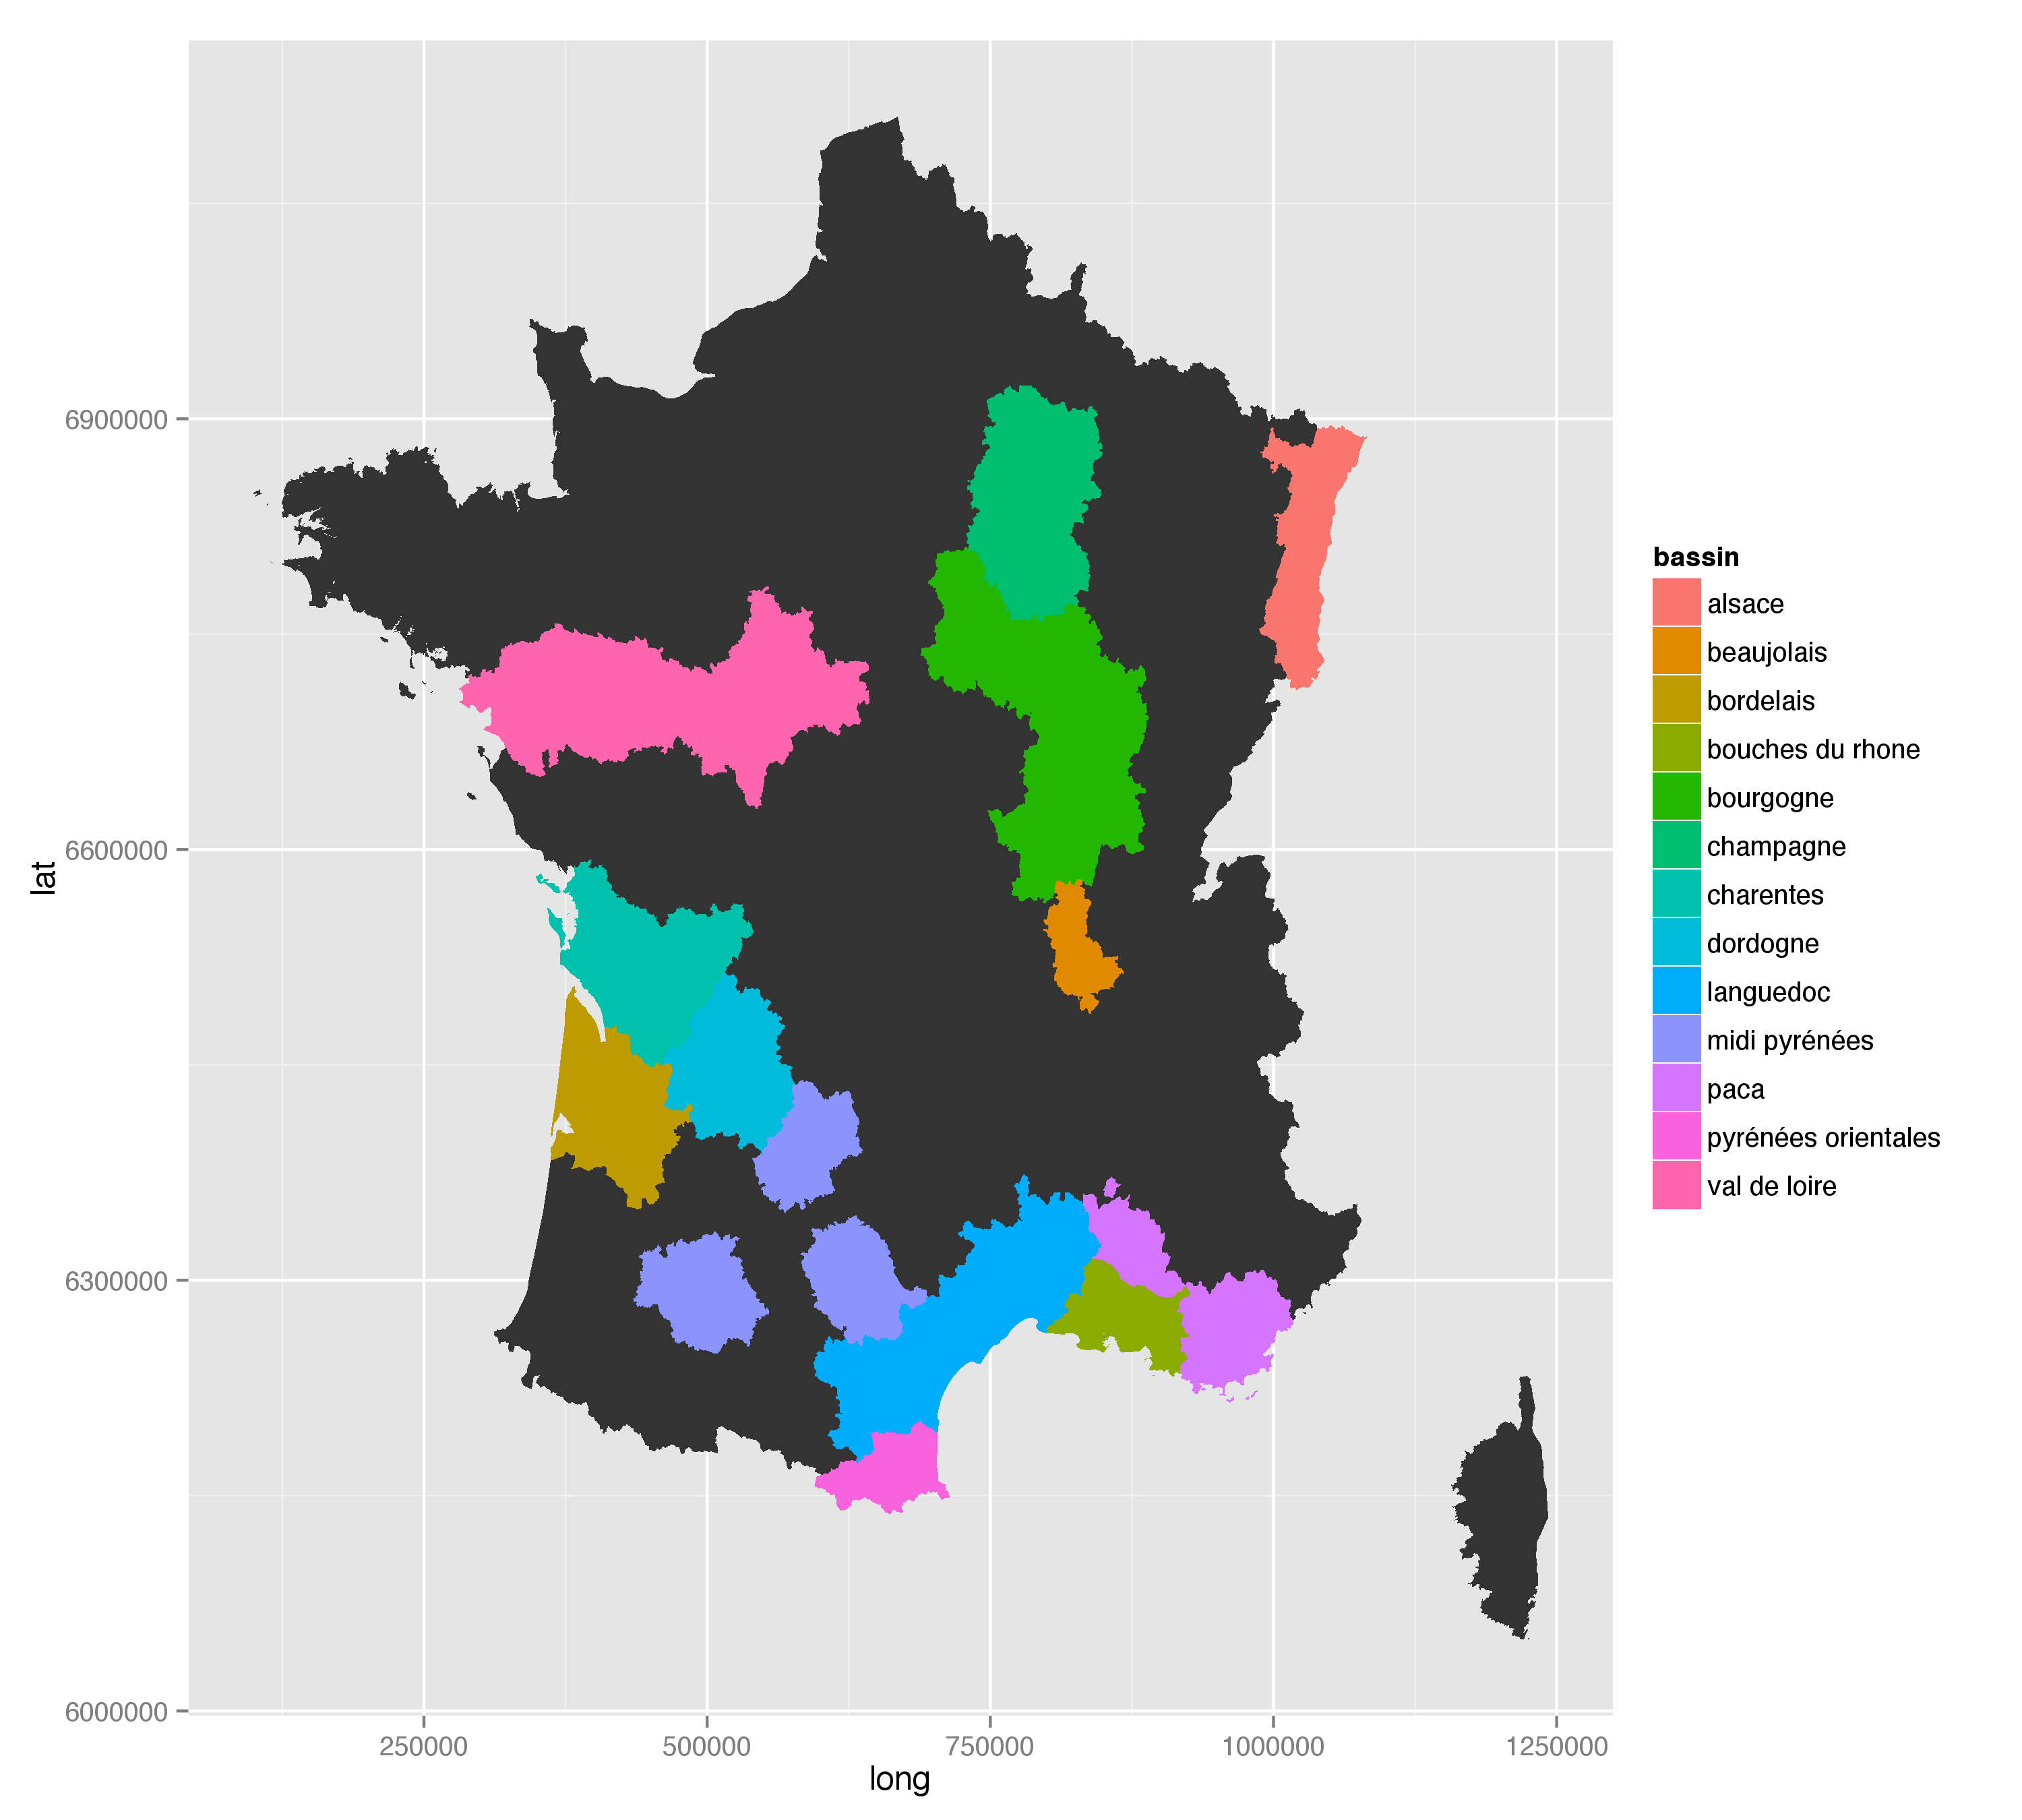 6900000
6600000
6300000
6000000
lat
250000
500000
750000
1000000
1250000
long
bassin
alsace
beaujolais
bordelais
bouches du rhone
bourgogne
champagne
charentes
dordogne
languedoc
midi pyrénées
paca
pyrénées orientales
val de loire